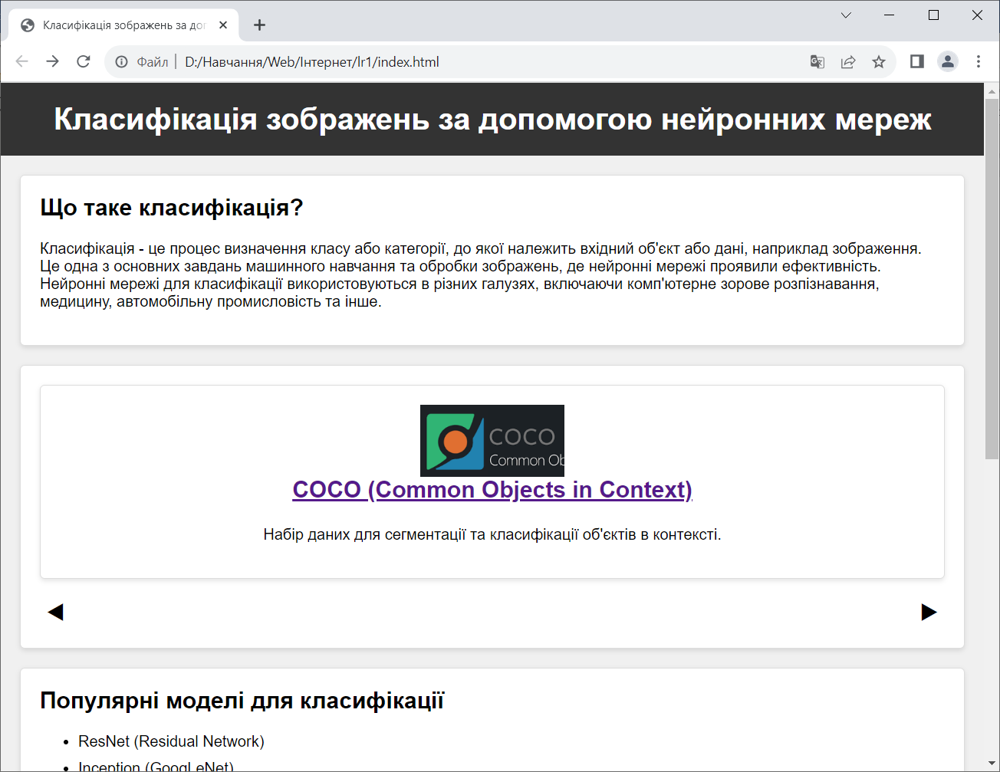 Класифікація зображень за доп
Файл D:/Навчання/Web/Інтернет/lr1/index.html
Класифікація зображень за допомогою нейронних мереж
Що таке класифікація?
Класифікація - це процес визначення класу або категорії, до якої належить вхідний об'єкт або дані, наприклад зображення.
Це одна з основних завдань машинного навчання та обробки зображень, де нейронні мережі проявили ефективність.
Нейронні мережі для класифікації використовуються в різних галузях, включаючи комп'ютерне зорове розпізнавання,
медицину, автомобільну промисловість та інше.
COCO
Common Ob
COCO (Common Objects in Context)
Набір даних для сегментації та класифікації об'єктів в контексті.
Популярні моделі для класифікації
ResNet (Residual Network)
Inception (GoogLeNet)